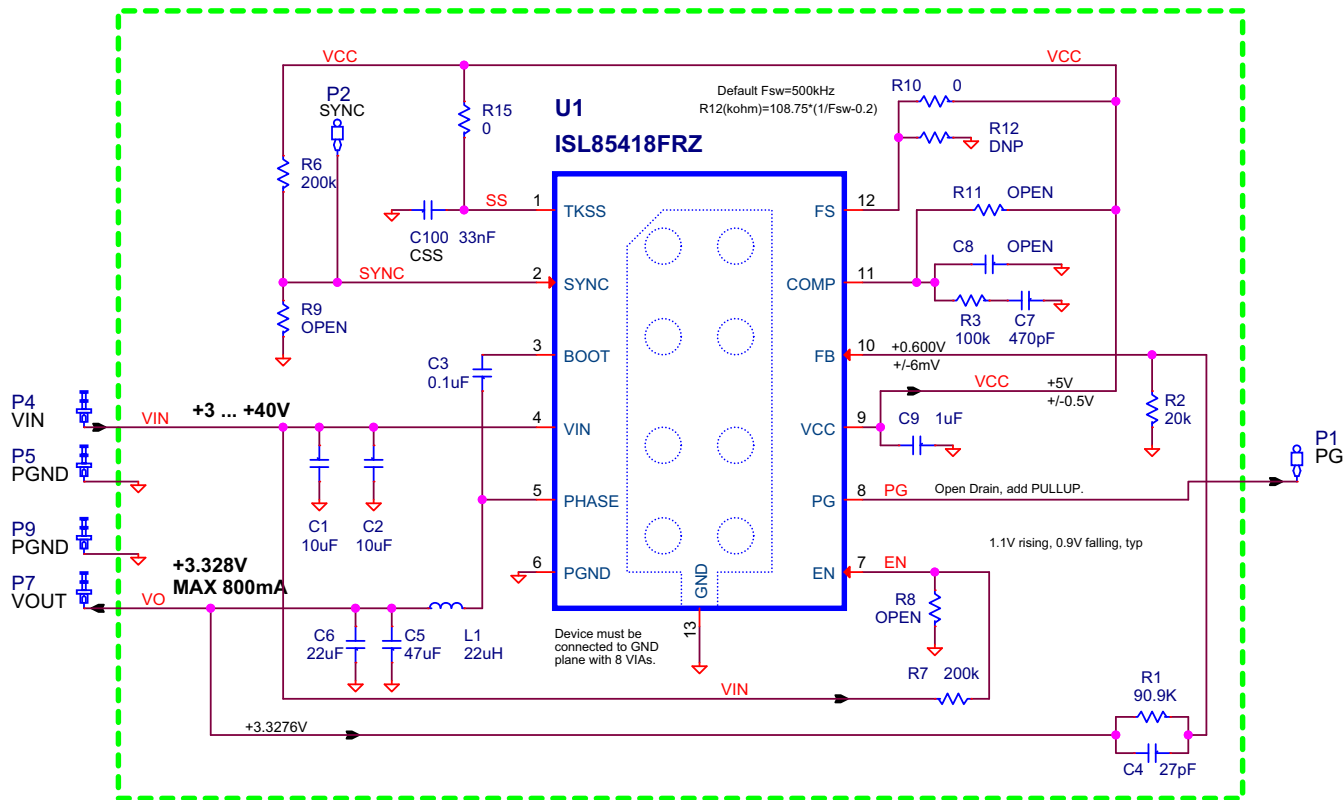 VCC
VCC
P2
SYNC
R15
0
U1
ISL85418FRZ
Default Fsw=500kHz
R12(kohm)=108.75*(1/Fsw-0.2)
R10 0
R12
DNP
R6
200k
SS
1
TKSS
12
FS
R11 OPEN
C100 33nF
CSS
C8 OPEN
SYNC
2
SYNC
11
COMP
R3
100k
C7
470pF
R9
OPEN
3
BOOT
10
FB
+0.600V
+/-6mV
C3
0.1uF
VCC
+5V
+/-0.5V
R2
20k
P4
VIN
VIN
+3 ... +40V
4
VIN
9
VCC
C9 1uF
P5
PGND
P1
PG
5
PHASE
8
PG
PG
Open Drain, add PULLUP.
C1
10uF
C2
10uF
P9
PGND
1.1V rising, 0.9V falling, typ
+3.328V
MAX 800mA
6
PGND
GND
13
7
EN
EN
P7
VOUT
VO
R8
OPEN
C6
22uF
C5
47uF
L1
22uH
Device must be
connected to GND
plane with 8 VIAs.
VIN
R7 200k
R1
90.9K
+3.3276V
C4 27pF